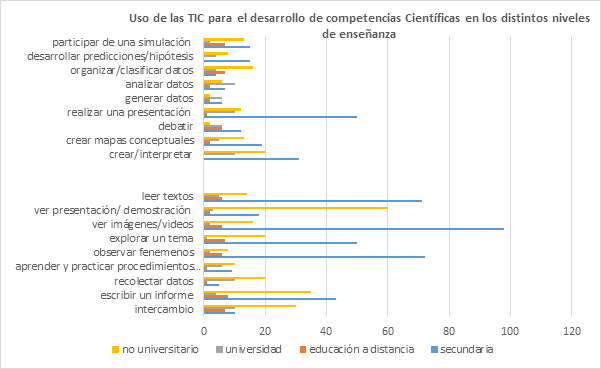 Uso de las TIC para el desarrollo de competencias Científicas en los distintos niveles
de enseñanza
participar de una simulación
desarrollar predicciones/hipótesis
organizar/clasificar datos
analizar datos
generar datos
realizar una presentación
debatir
crear mapas conceptuales
crear/interpretar
leer textos
ver presentación/ demostración
ver imágenes/videos
explorar un tema
observar fenemenos
aprender y practicar procedimientos...
recolectar datos
escribir un informe
intercambio
0 20 40 60 80 100 120
no universitario universidad educación a distancia secundaria